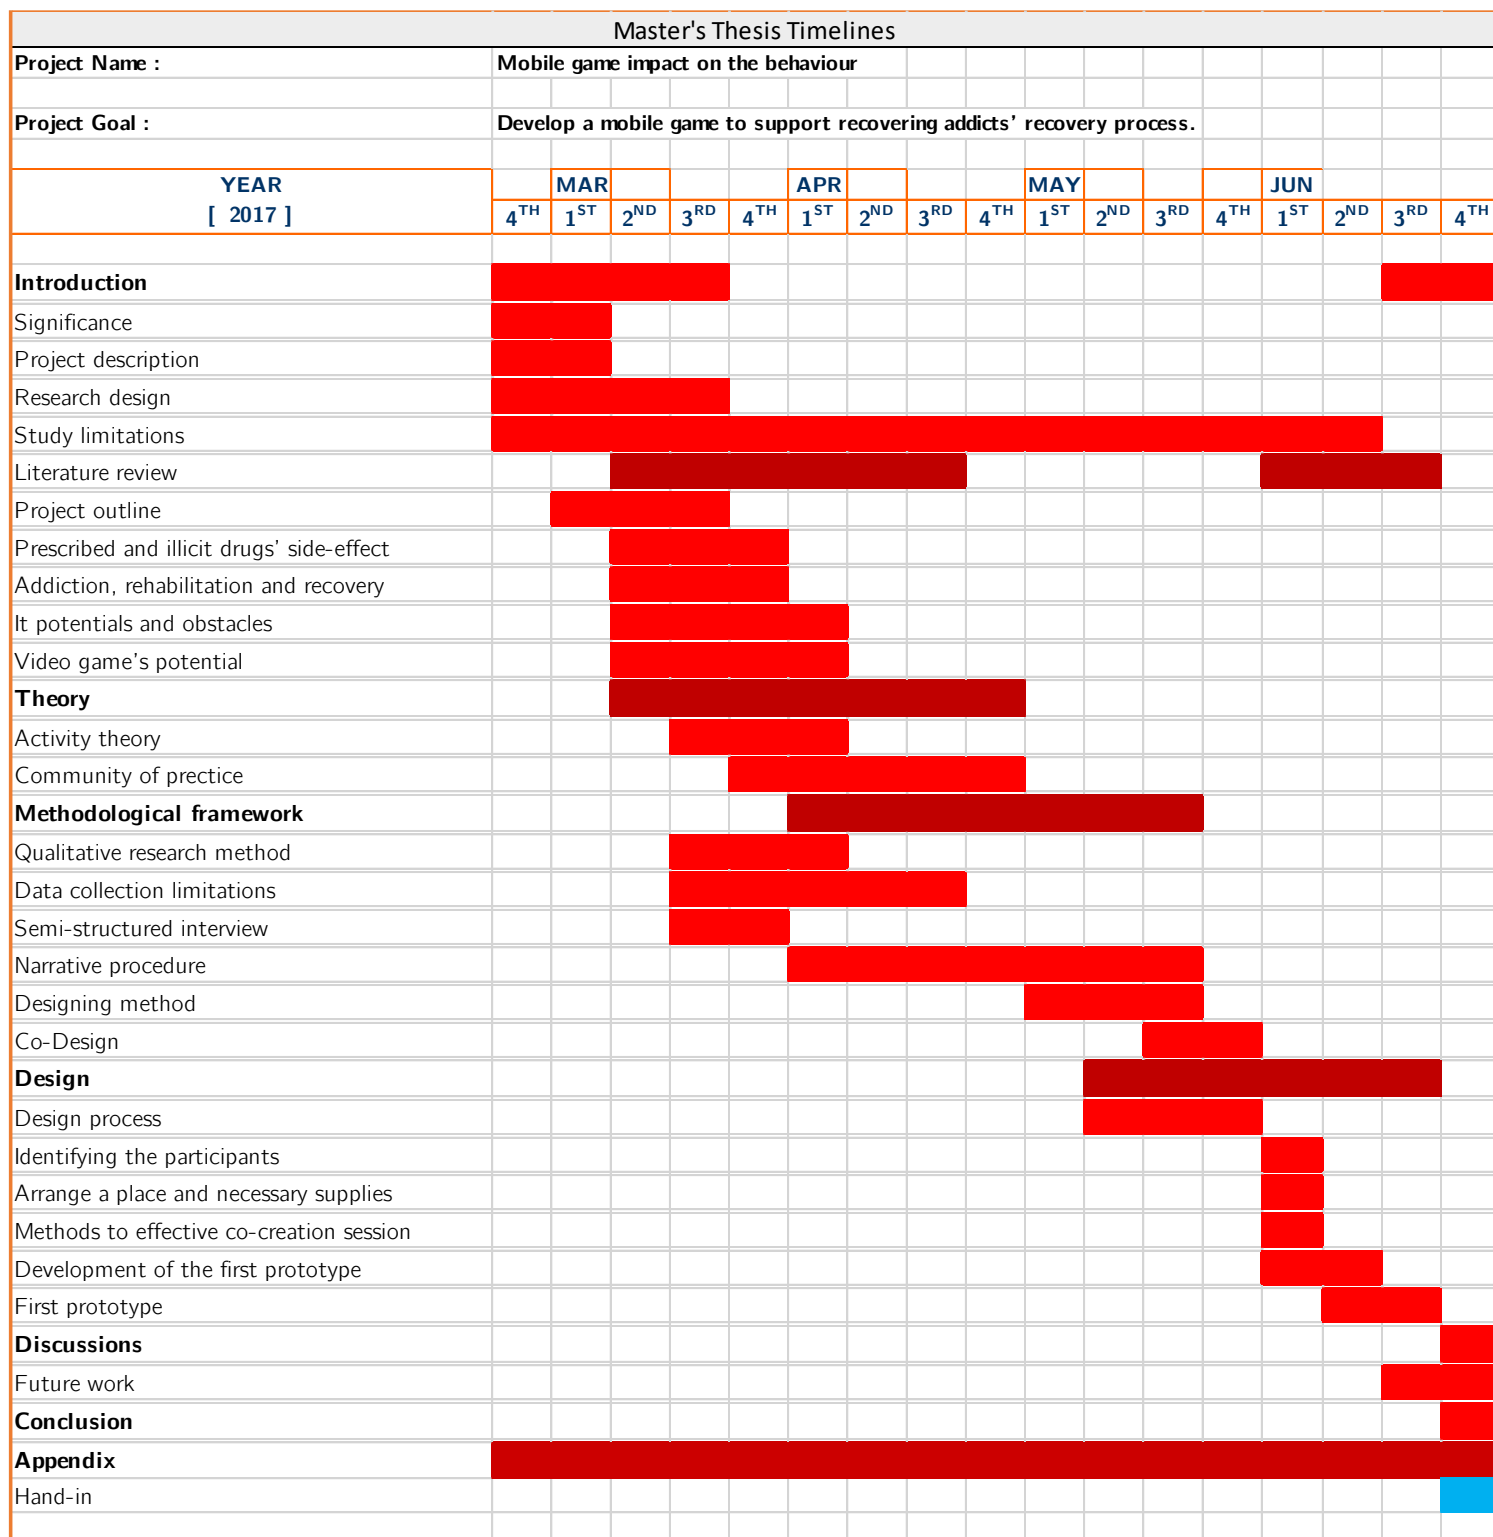 Master's Thesis Timelines
Project Name : Mobile game impact on the behaviour
Project Goal : Develop a mobile game to support recovering addicts' recovery process.
YEAR MAR APR MAY JUN
[ 2017 ] 4TH 1ST 2ND 3RD 4TH 1ST 2ND 3RD 4TH 1ST 2ND 3RD 4TH 1ST 2ND 3RD 4TH
Introduction
Significance
Project description
Research design
Study limitations
Literature review
Project outline
Prescribed and illicit drugs' side-effect
Addiction, rehabilitation and recovery
It potentials and obstacles
Video game's potential
Theory
Activity theory
Community of prectice
Methodological framework
Qualitative research method
Data collection limitations
Semi-structured interview
Narrative procedure
Designing method
Co-Design
Design
Design process
Identifying the participants
Arrange a place and necessary supplies
Methods to effective co-creation session
Development of the first prototype
First prototype
Discussions
Future work
Conclusion
Appendix
Hand-in